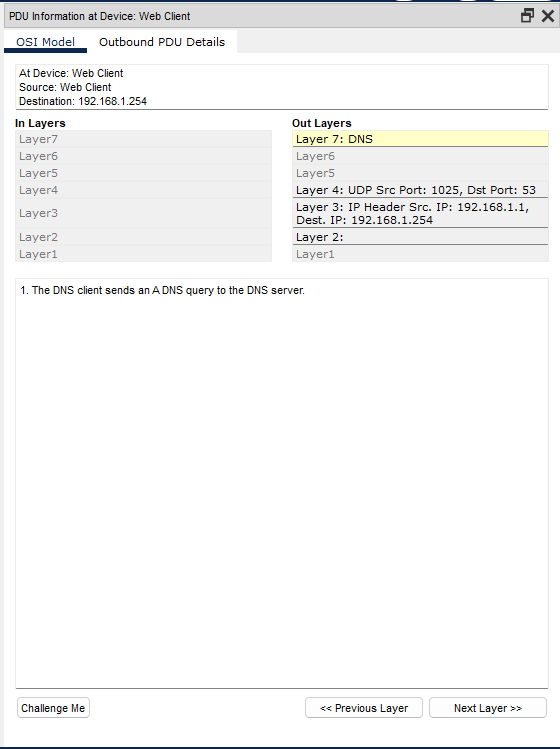 PDU Information at Device: Web Client
OSI Model
Outbound PDU Details
At Device: Web Client
Source: Web Client
Destination: 192.168.1.254
In Layers
Layer7
Layer6
Layer5
Layer4
Layer3
Layer2
Layer1
Out Layers
Layer 7: DNS
Layer6
Layer5
Layer 4: UDP Src Port: 1025, Dst Port: 53
Layer 3: IP Header Src. IP: 192.168.1.1,
Dest. IP: 192.168.1.254
Layer 2:
Layer1
1. The DNS client sends an A DNS query to the DNS server.
Challenge Me
<< Previous Layer
Next Layer >>